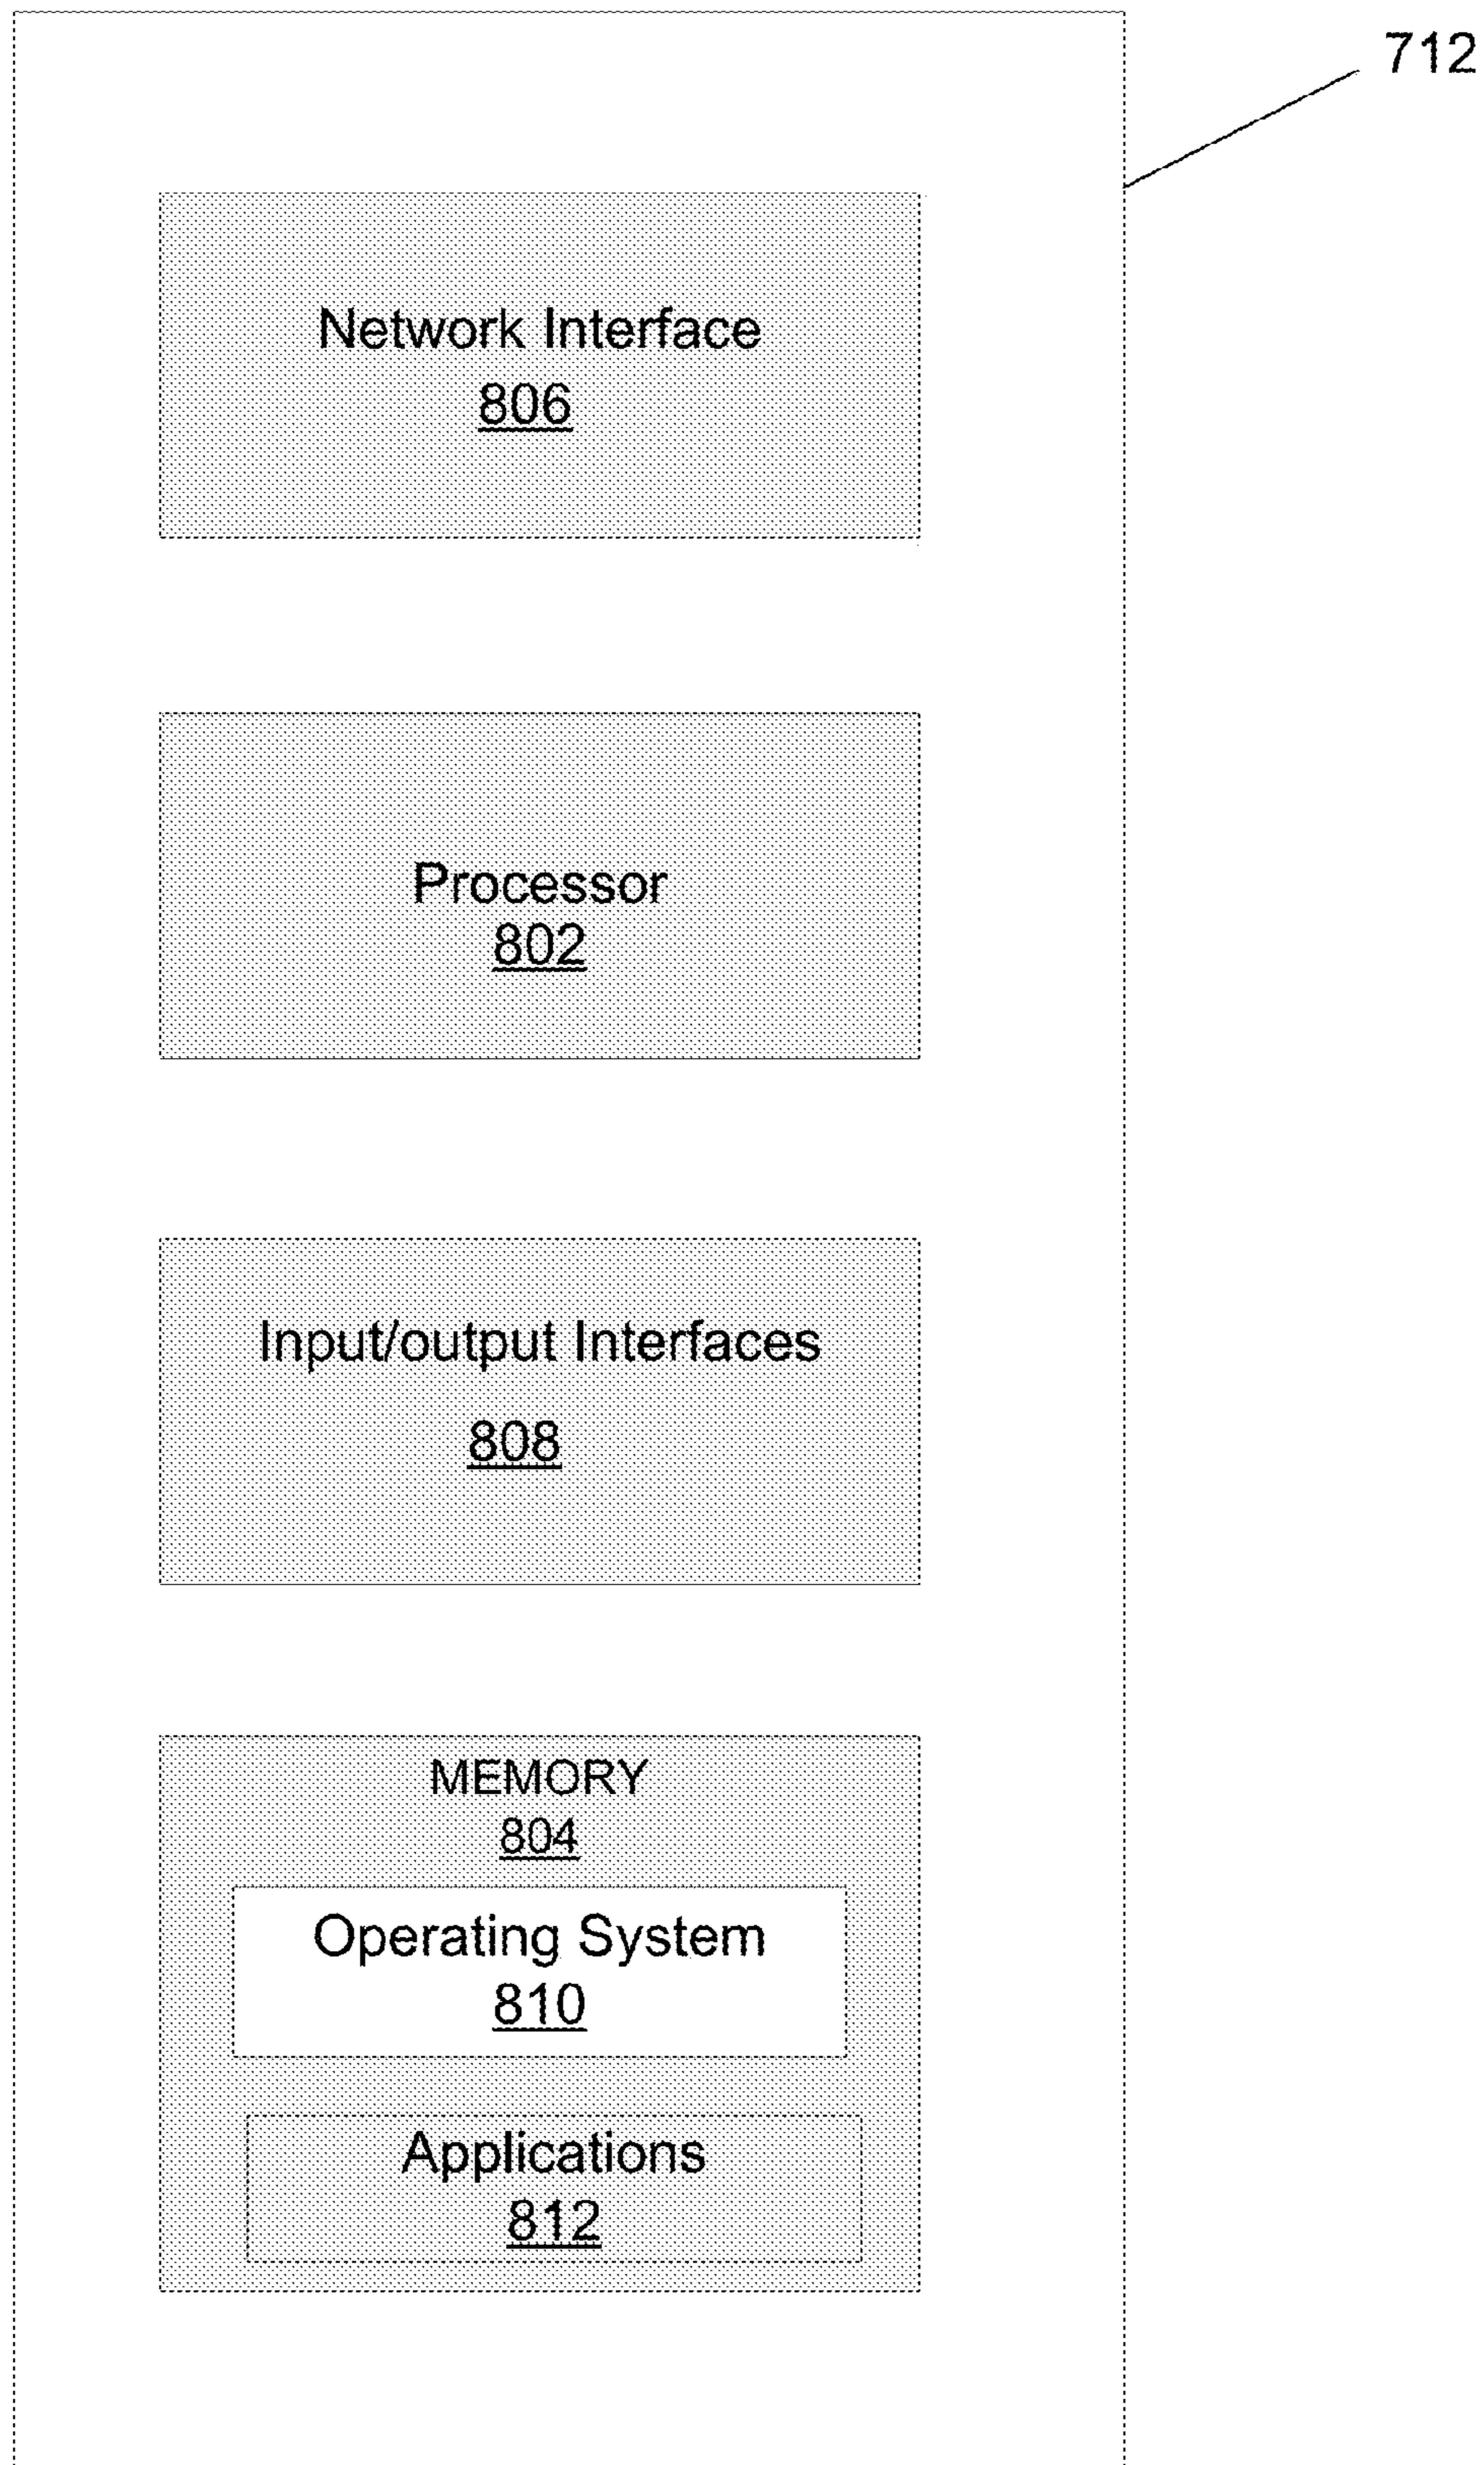 712
Network Interface
806
Processor
802
Input/output Interfaces
808
MEMORY
804
Operating System
810
Applications
812